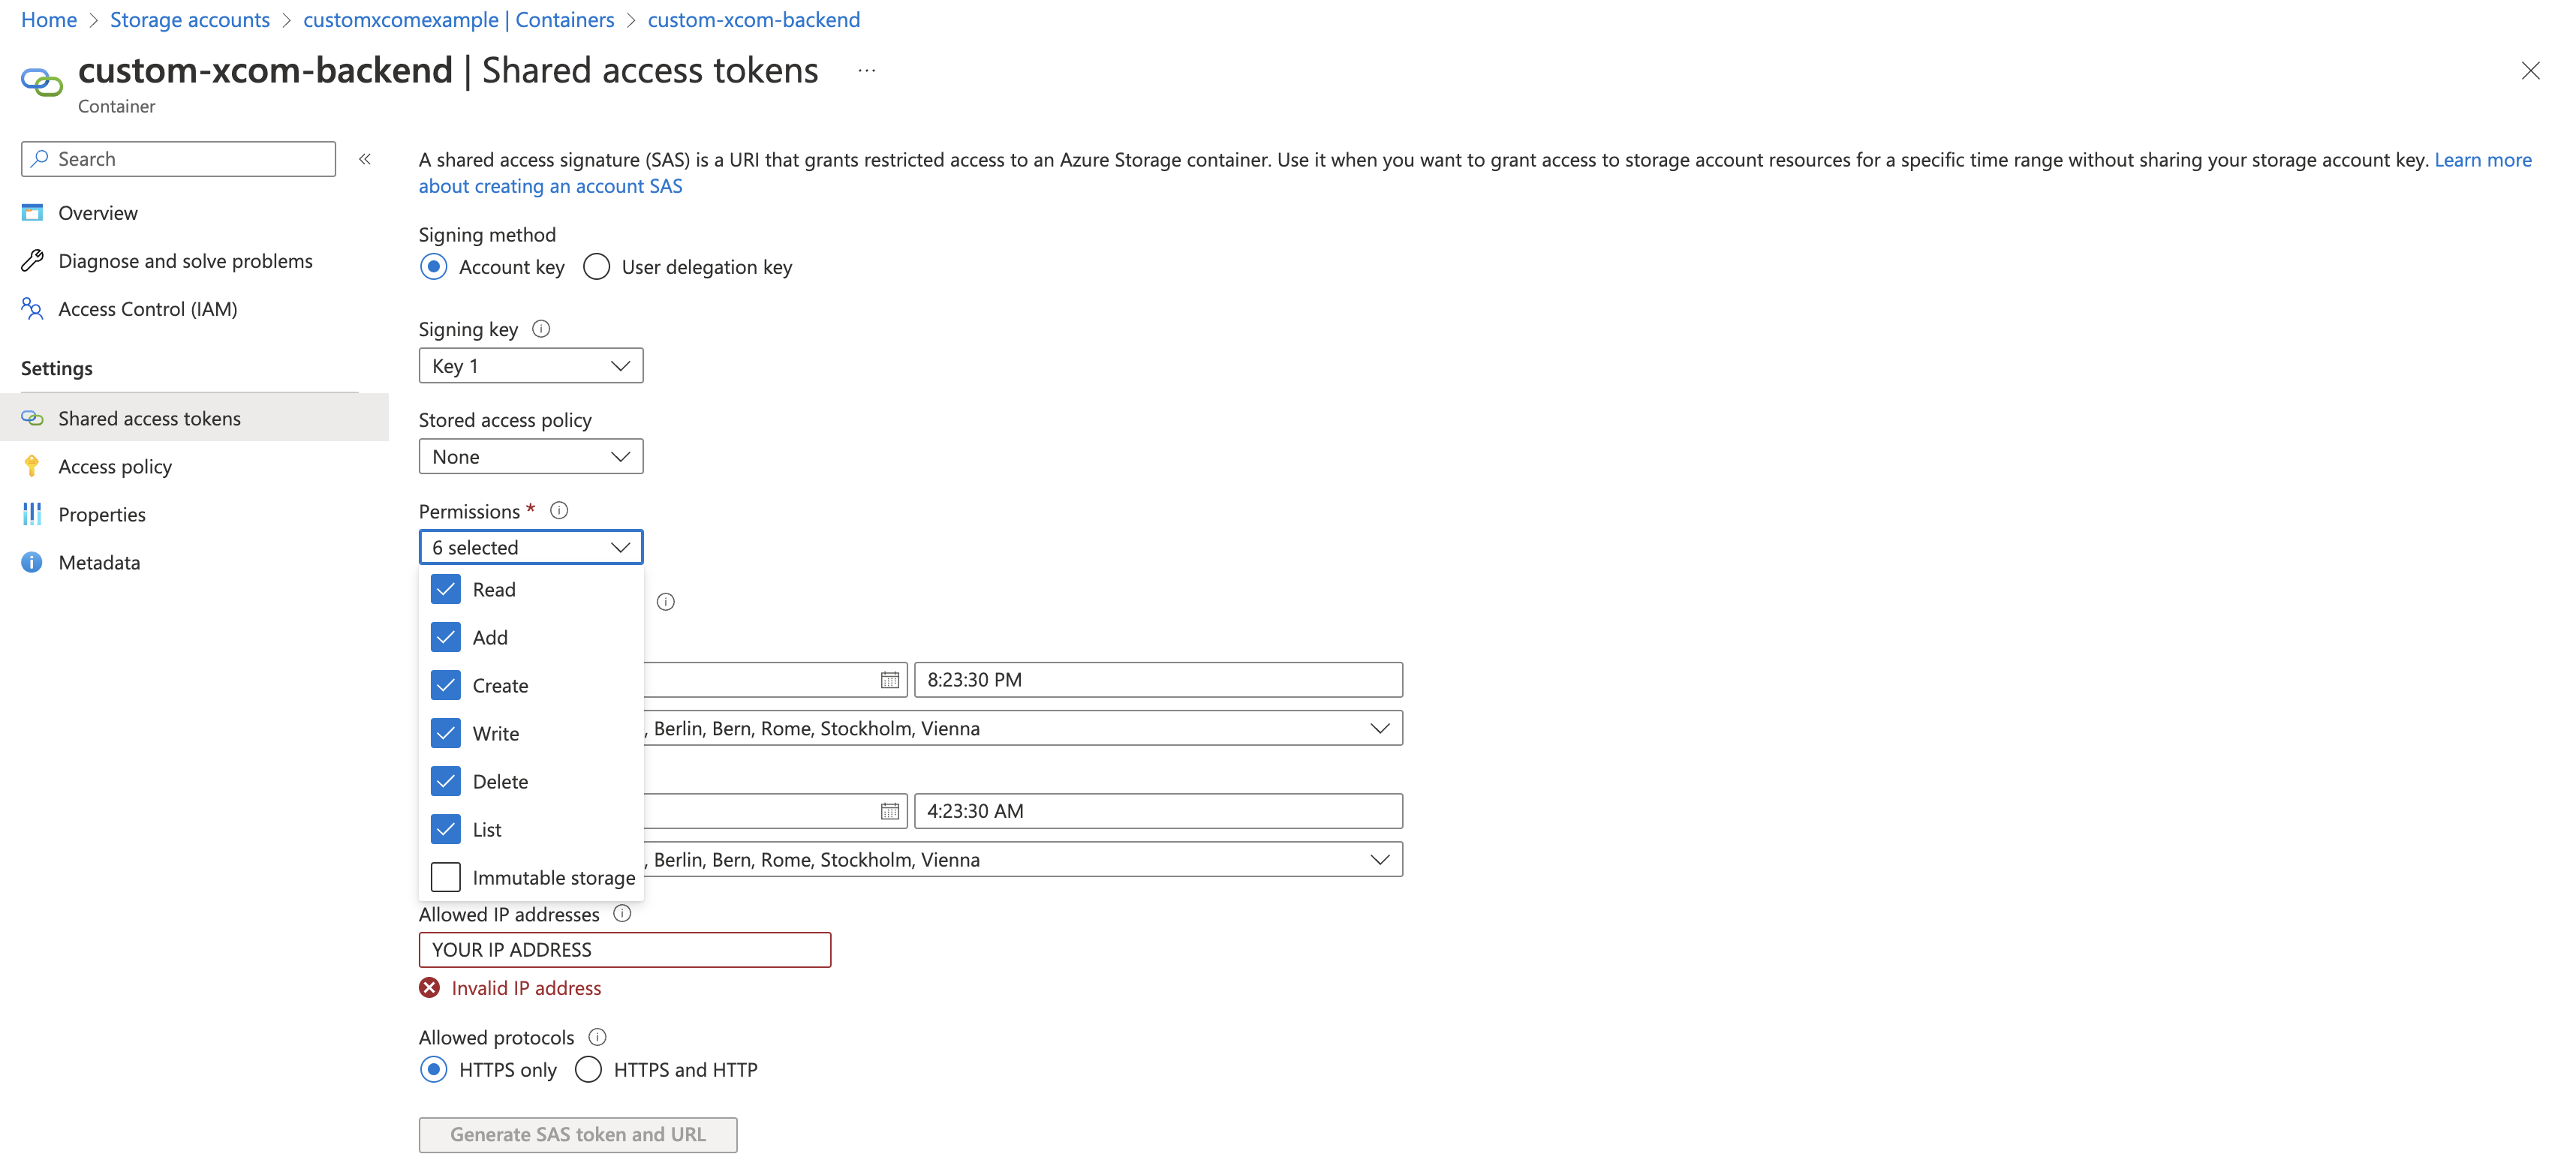 Home > Storage accounts > customxcomexample | Containers > custom-xcom-backend
custom-xcom-backend | Shared access tokens ...
Container
Search
«
Overview
Diagnose and solve problems
Access Control (IAM)
Settings
Shared access tokens
Access policy
Properties
Metadata
A shared access signature (SAS) is a URI that grants restricted access to an Azure Storage container. Use it when you want to grant access to storage account resources for a specific time range without sharing your storage account key. Learn more
about creating an account SAS
Signing method
Account key User delegation key
Signing key
Key 1
Stored access policy
None
Permissions *
6 selected
Read
Add
Create
Write
Delete
List
Immutable storage
8:23:30 PM
, Berlin, Bern, Rome, Stockholm, Vienna
4:23:30 AM
, Berlin, Bern, Rome, Stockholm, Vienna
Allowed IP addresses
YOUR IP ADDRESS
Invalid IP address
Allowed protocols
HTTPS only HTTPS and HTTP
Generate SAS token and URL